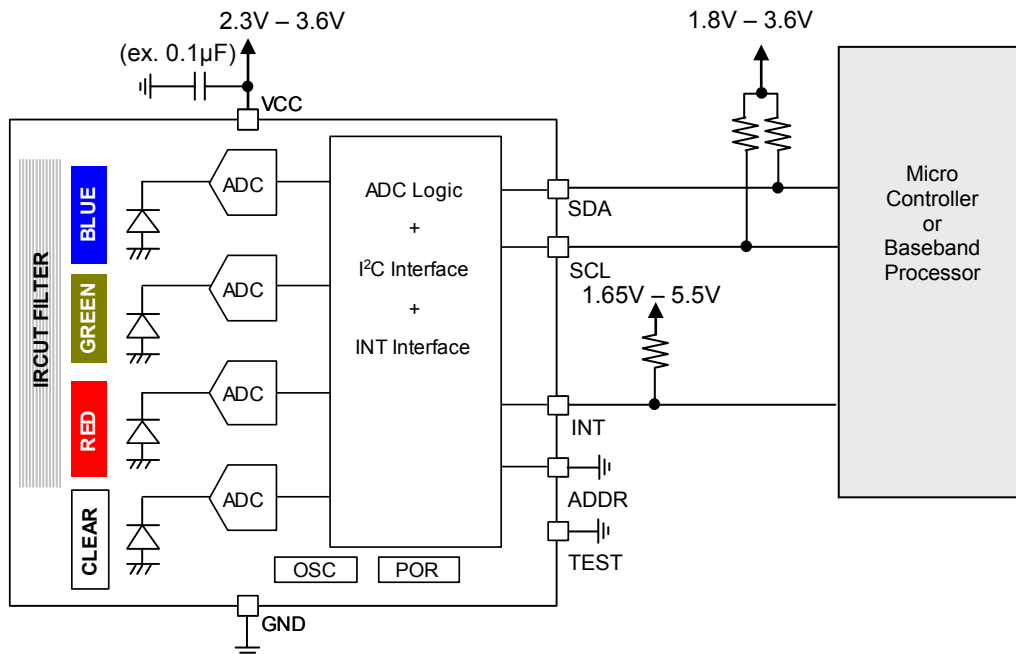 2.3V – 3.6V
(ex. 0.1µF)
VCC
1.8V – 3.6V
IRCUT FILTER
BLUE
GREEN
RED
CLEAR
ADC
ADC
ADC
ADC
ADC Logic
+
I²C Interface
+
INT Interface
OSC
POR
GND
SDA
SCL
1.65V – 5.5V
INT
ADDR
TEST
Micro
Controller
or
Baseband
Processor